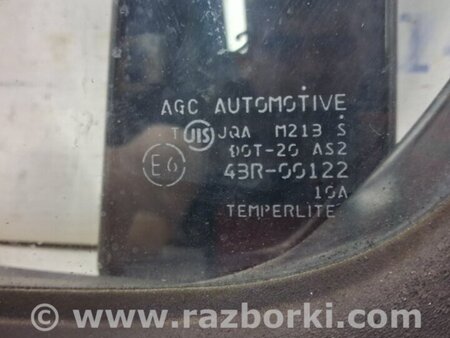 AGC AUTOMOTIVE
T JIS JQA M213 S
DOT-20 AS2
E6 43R-00122
10A
TEMPERLITE
© www.razborki.com